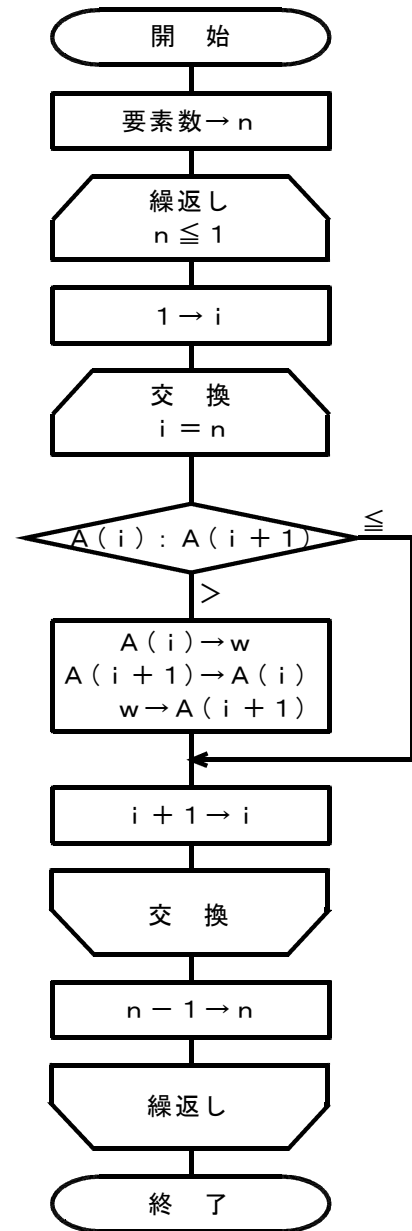 開 始
要素数→n
繰返し
n≦1
1→i
交 換
i=n
A(i):A(i+1)
≦
>
A(i)→w
A(i+1)→A(i)
w→A(i+1)
i+1→i
交 換
n-1→n
繰返し
終 了